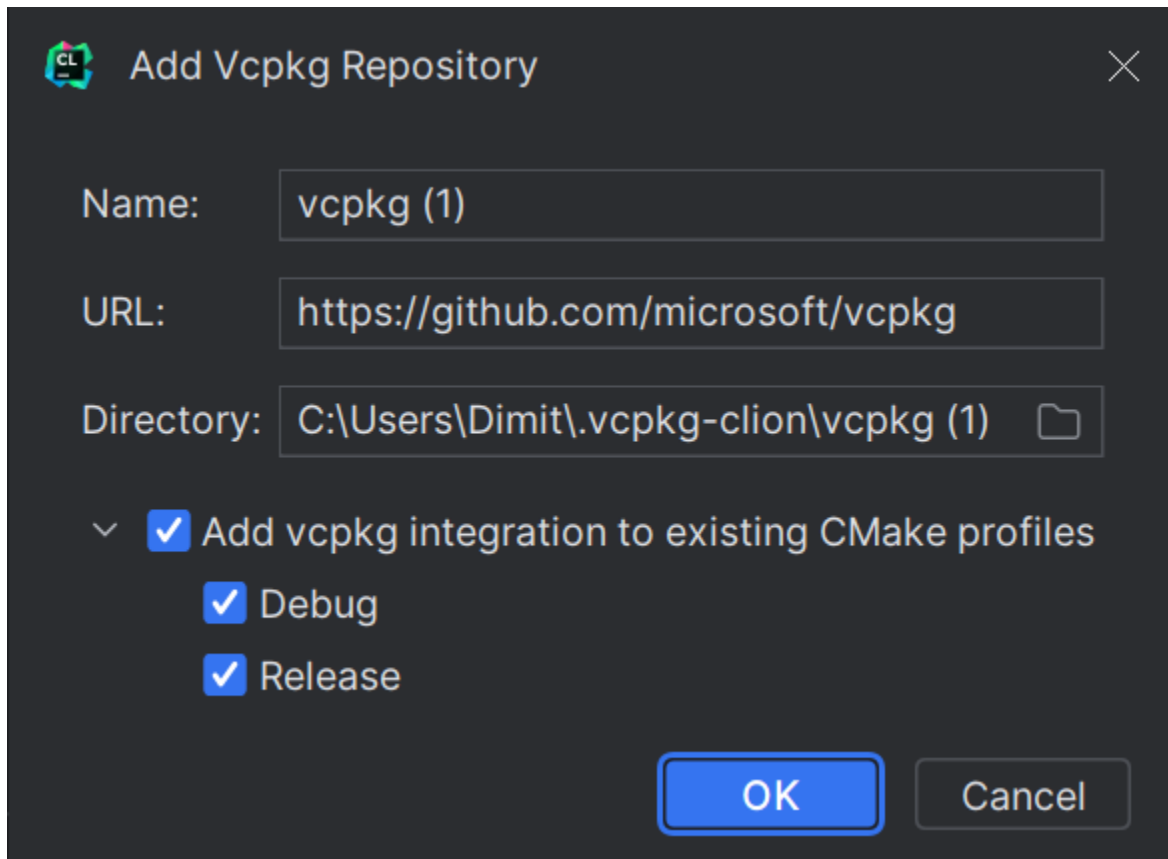 CL
Add Vcpkg Repository
Name: vcpkg (1)
URL: https://github.com/microsoft/vcpkg
Directory: C:\Users\Dimit\.vcpkg-clion\vcpkg (1)
Add vcpkg integration to existing CMake profiles
Debug
Release
OK Cancel